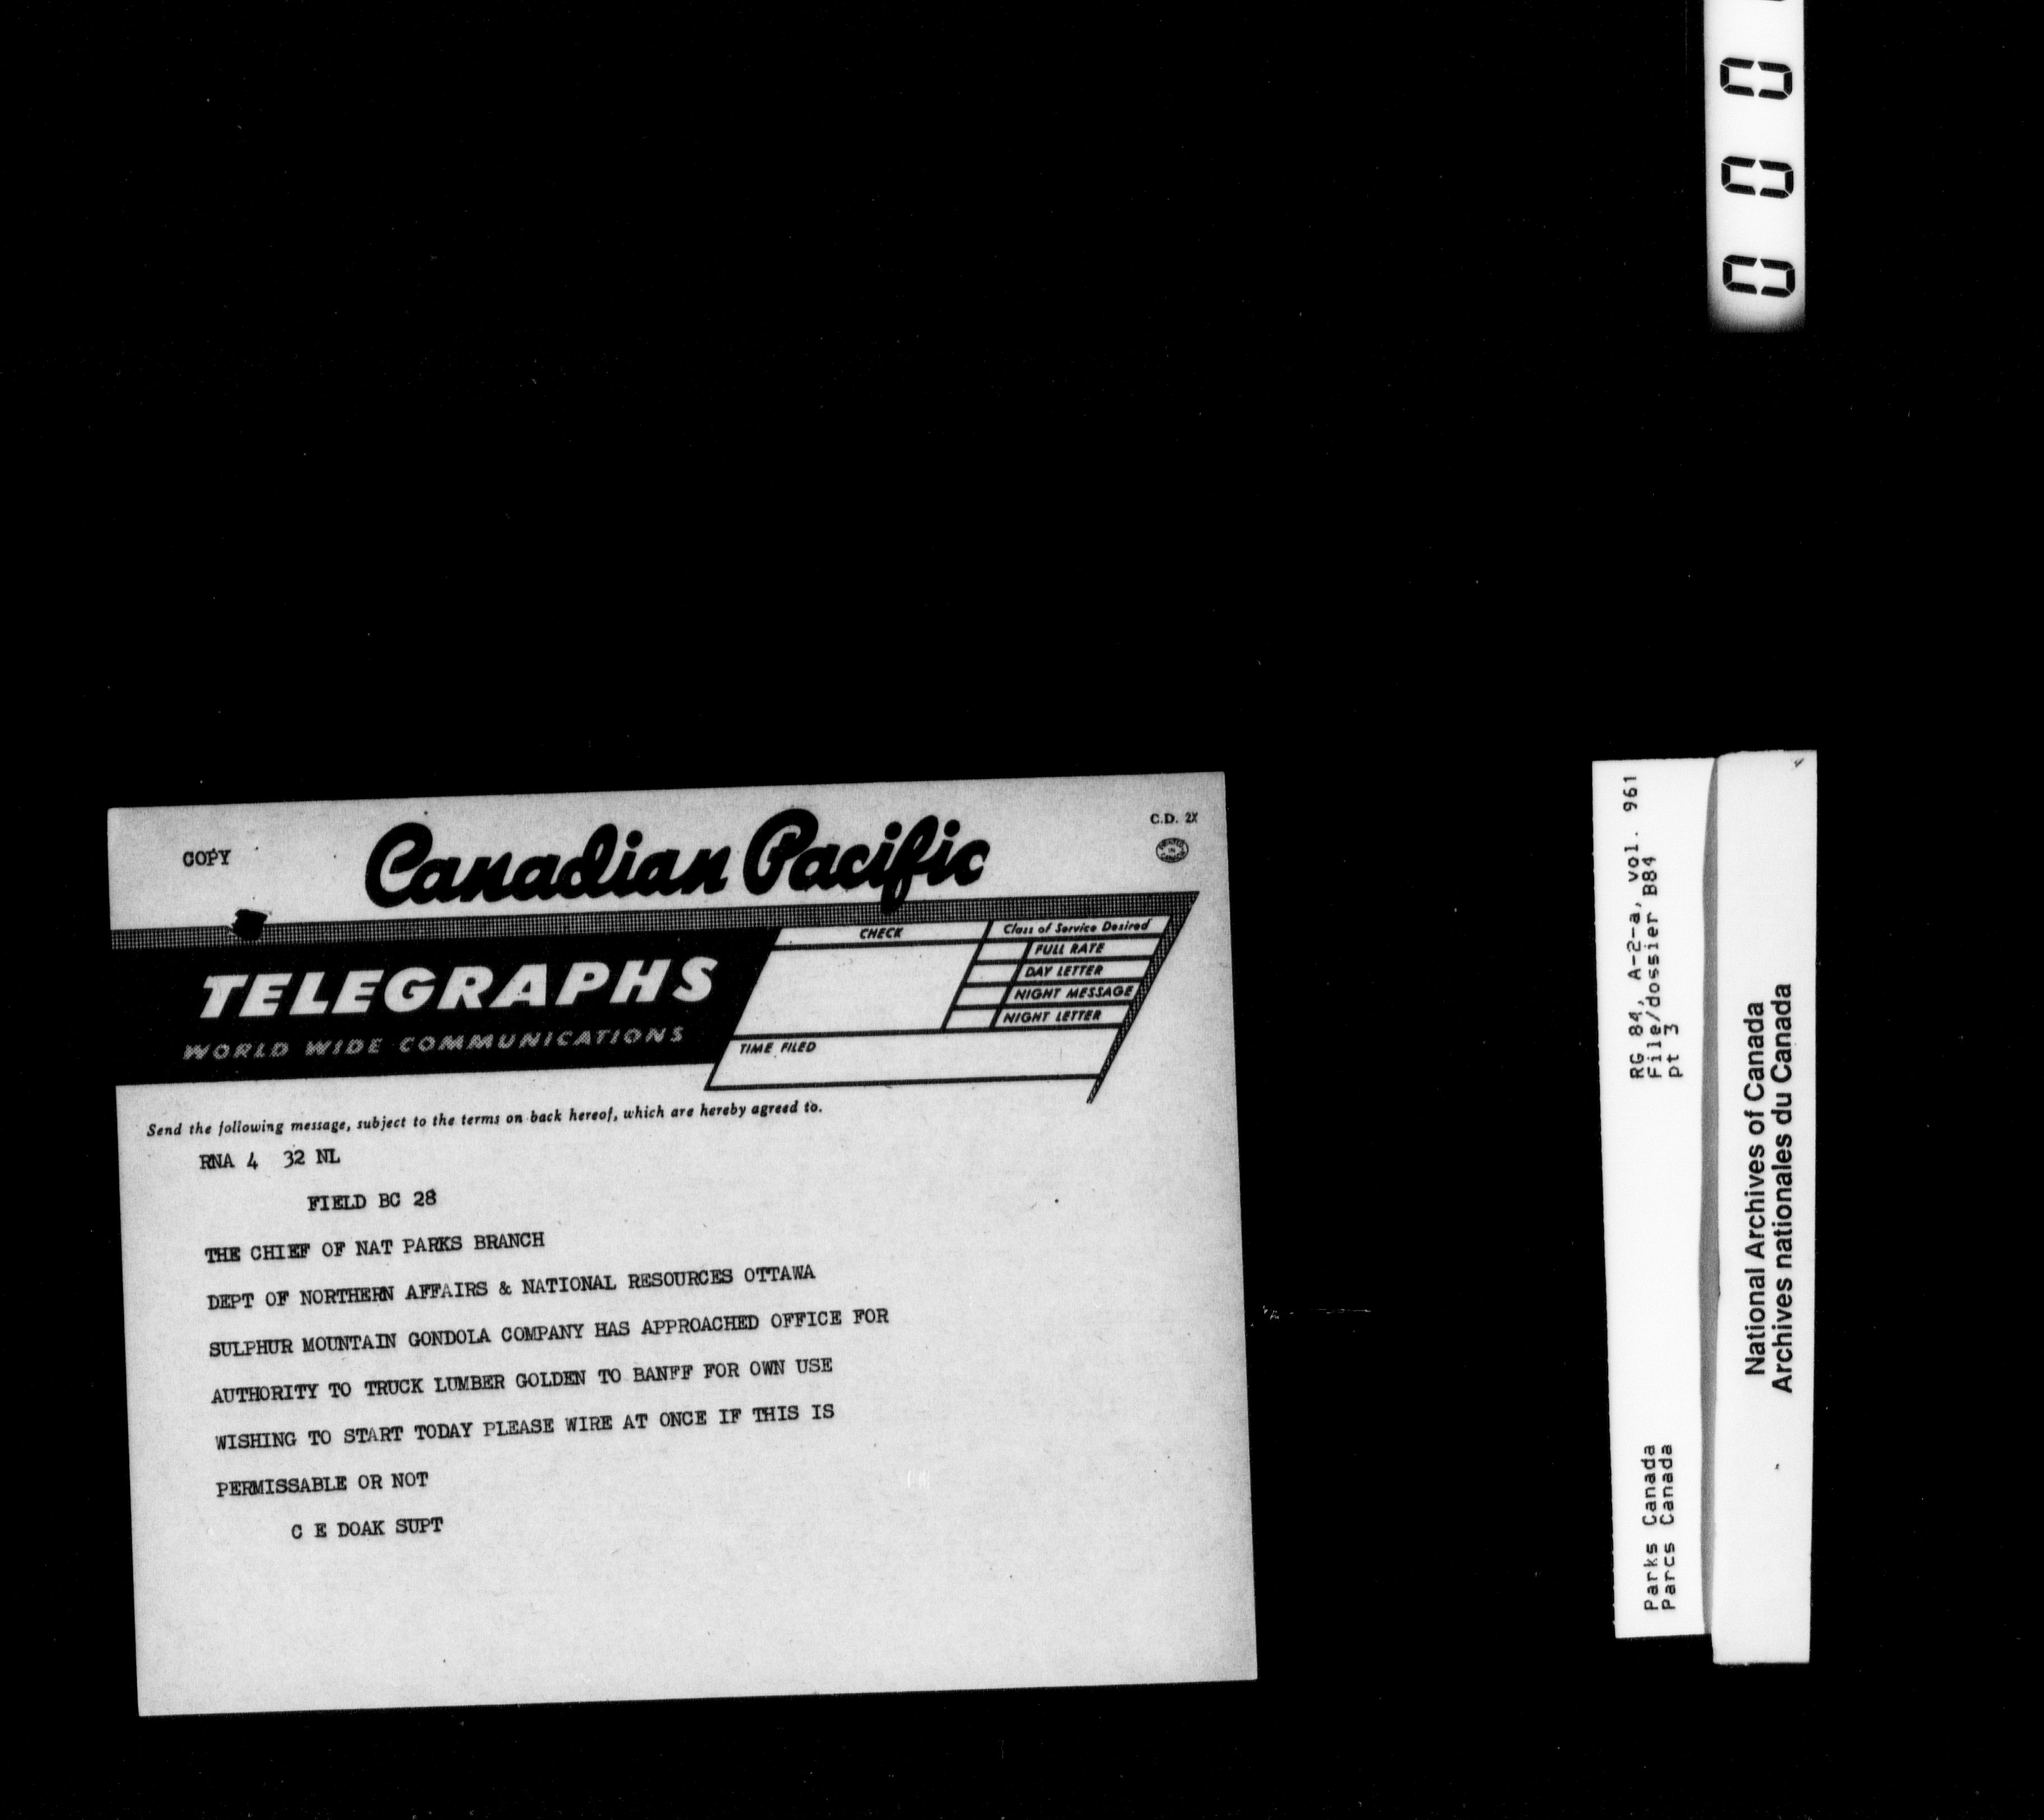 COPY
Canadian Pacific
C.D. 2X
TELEGRAPHS
WORLD WIDE COMMUNICATIONS
CHECK
Class of Service Desired
FULL RATE
DAY LETTER
NIGHT MESSAGE
NIGHT LETTER
TIME FILED
Send the following message, subject to the terms on back hereof, which are hereby agreed to.
RNA 4 32 NL
FIELD BC 28
THE CHIEF OF NAT PARKS BRANCH
DEPT OF NORTHERN AFFAIRS & NATIONAL RESOURCES OTTAWA
SULPHUR MOUNTAIN GONDOLA COMPANY HAS APPROACHED OFFICE FOR
AUTHORITY TO TRUCK LUMBER GOLDEN TO BANFF FOR OWN USE
WISHING TO START TODAY PLEASE WIRE AT ONCE IF THIS IS
PERMISSABLE OR NOT
C E DOAK SUPT
000
Parks Canada RG 84, A-2-a, vol. 961
Parcs Canada File/dossier B84
pt 3
National Archives of Canada
Archives nationales du Canada